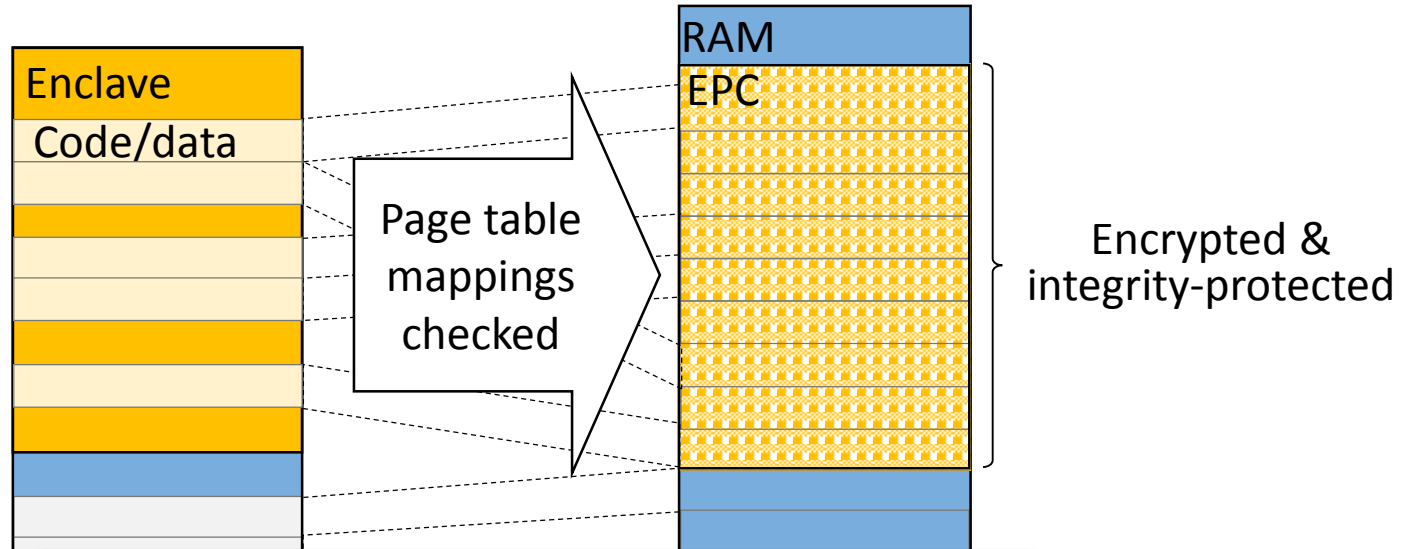 Enclave
Code/data
Page table
mappings
checked
RAM
EPC
Encrypted &
integrity-protected